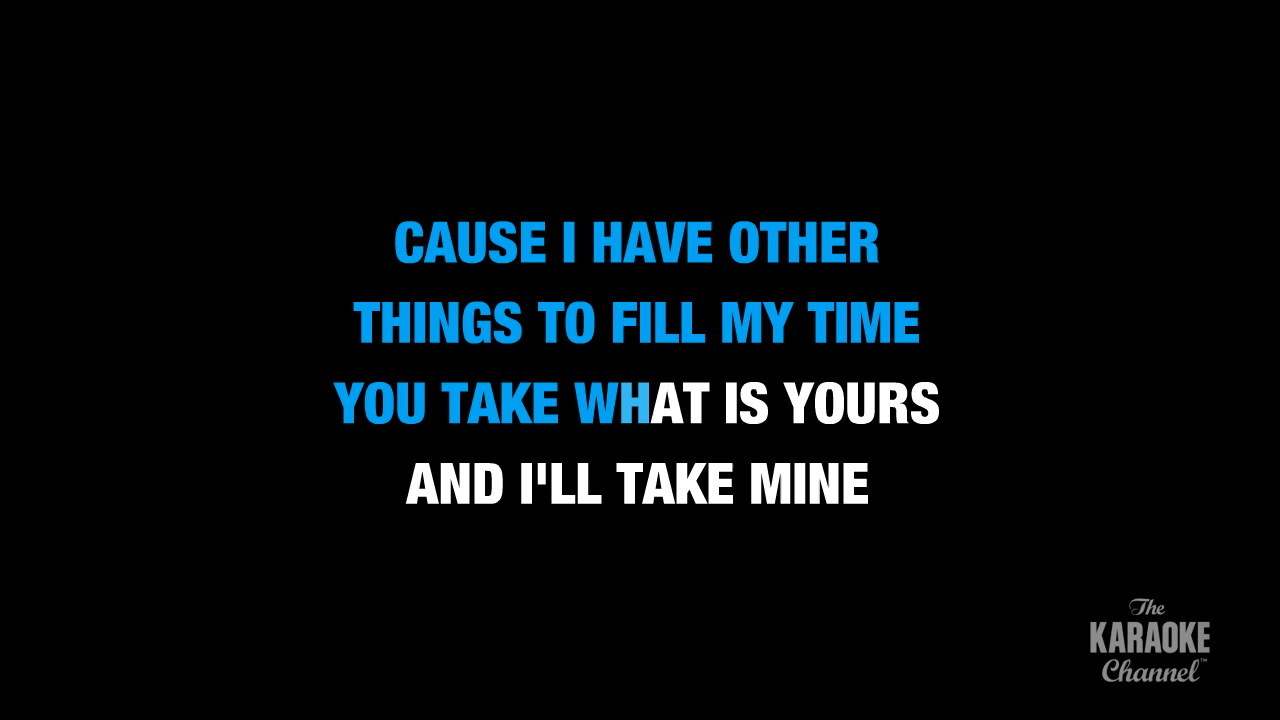 CAUSE I HAVE OTHER
THINGS TO FILL MY TIME
YOU TAKE WHAT IS YOURS
AND I'LL TAKE MINE
The
KARAOKE
Channel™